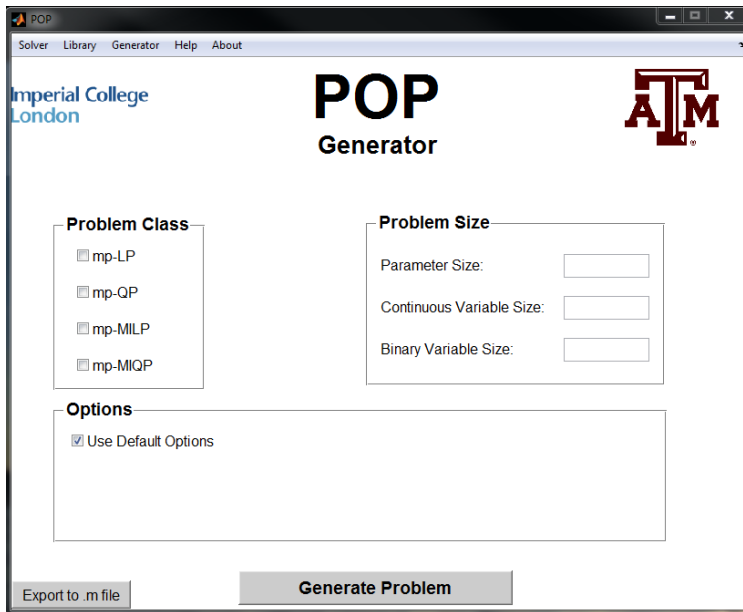 POP
Solver Library Generator Help About
Imperial College
London
POP
Generator
ATM
®
Problem Class
mp-LP
mp-QP
mp-MILP
mp-MIQP
Problem Size
Parameter Size:
Continuous Variable Size:
Binary Variable Size:
Options
Use Default Options
Export to .m file
Generate Problem